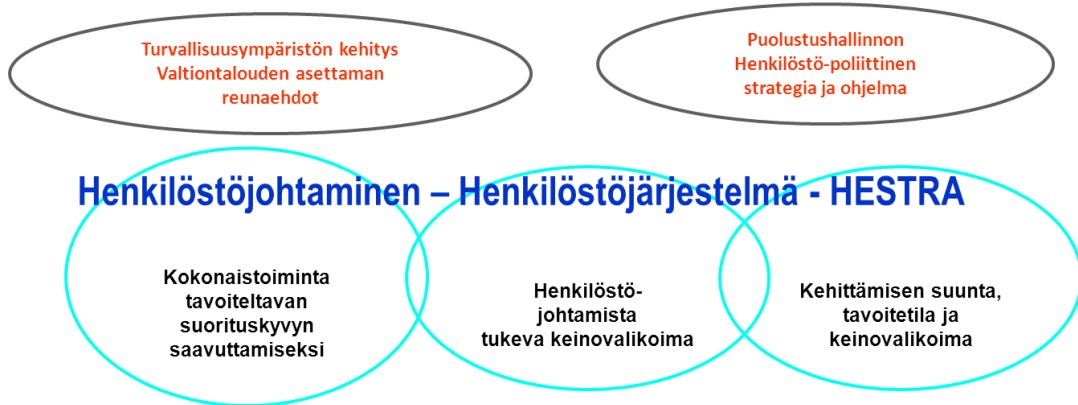 Turvallisuusympäristön kehitys
Valtiontalouden asettaman
reunaehdot
Puolustushallinnon
Henkilöstö-poliittinen
strategia ja ohjelma
Henkilöstöjohtaminen – Henkilöstöjärjestelmä - HESTRA
Kokonaistoiminta
tavoiteltavan
suorituskyvyn
saavuttamiseksi
Henkilöstö-
johtamista
tukeva keinovalikoima
Kehittämisen suunta,
tavoitetila ja
keinovalikoima